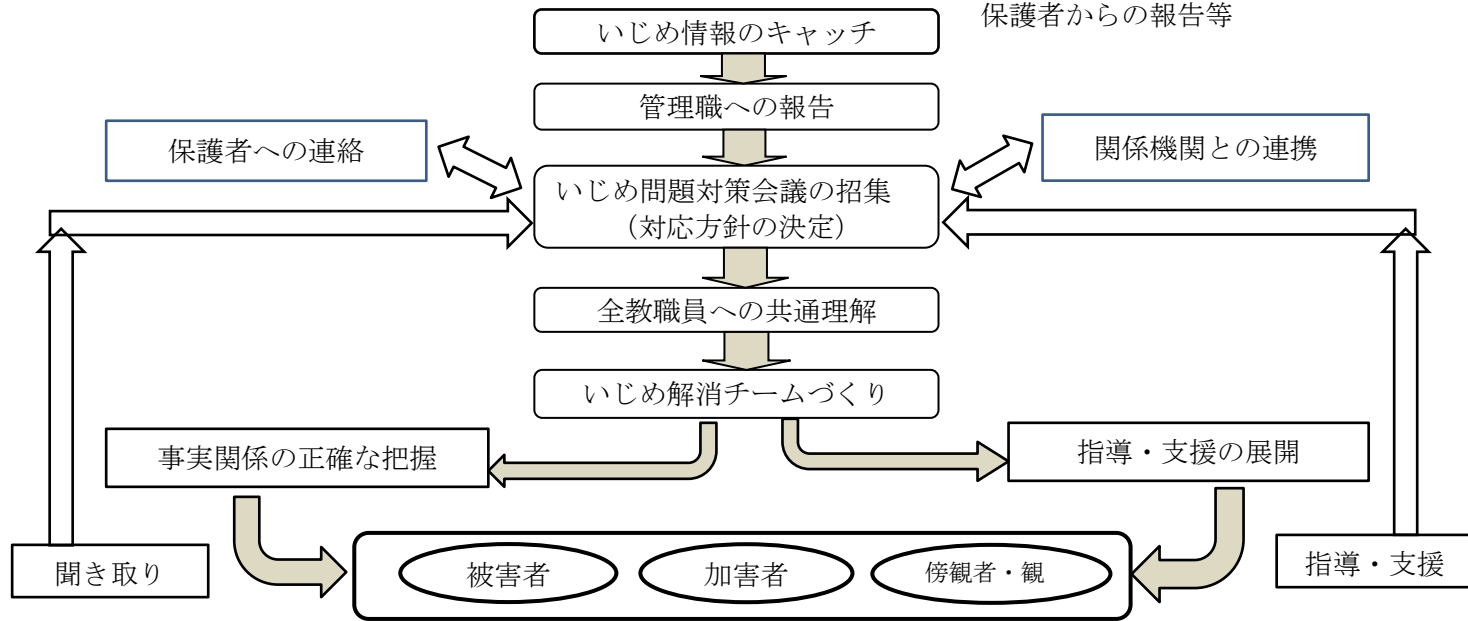 保護者からの報告等
いじめ情報のキャッチ
管理職への報告
保護者への連絡
関係機関との連携
いじめ問題対策会議の招集
（対応方針の決定）
全教職員への共通理解
いじめ解消チームづくり
事実関係の正確な把握
指導・支援の展開
聞き取り
被害者
加害者
傍観者・観
指導・支援